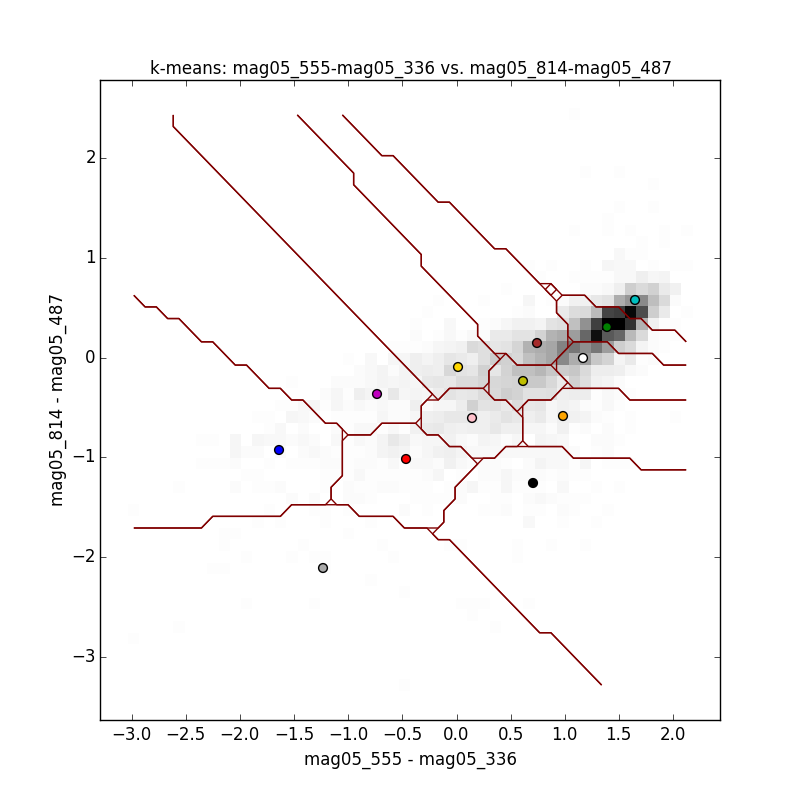 k-means: mag05_555-mag05_336 vs. mag05_814-mag05_487
mag05_814 - mag05_487
2
1
0
−1
−2
−3
−3.0 −2.5 −2.0 −1.5 −1.0 −0.5 0.0 0.5 1.0 1.5 2.0
mag05_555 - mag05_336